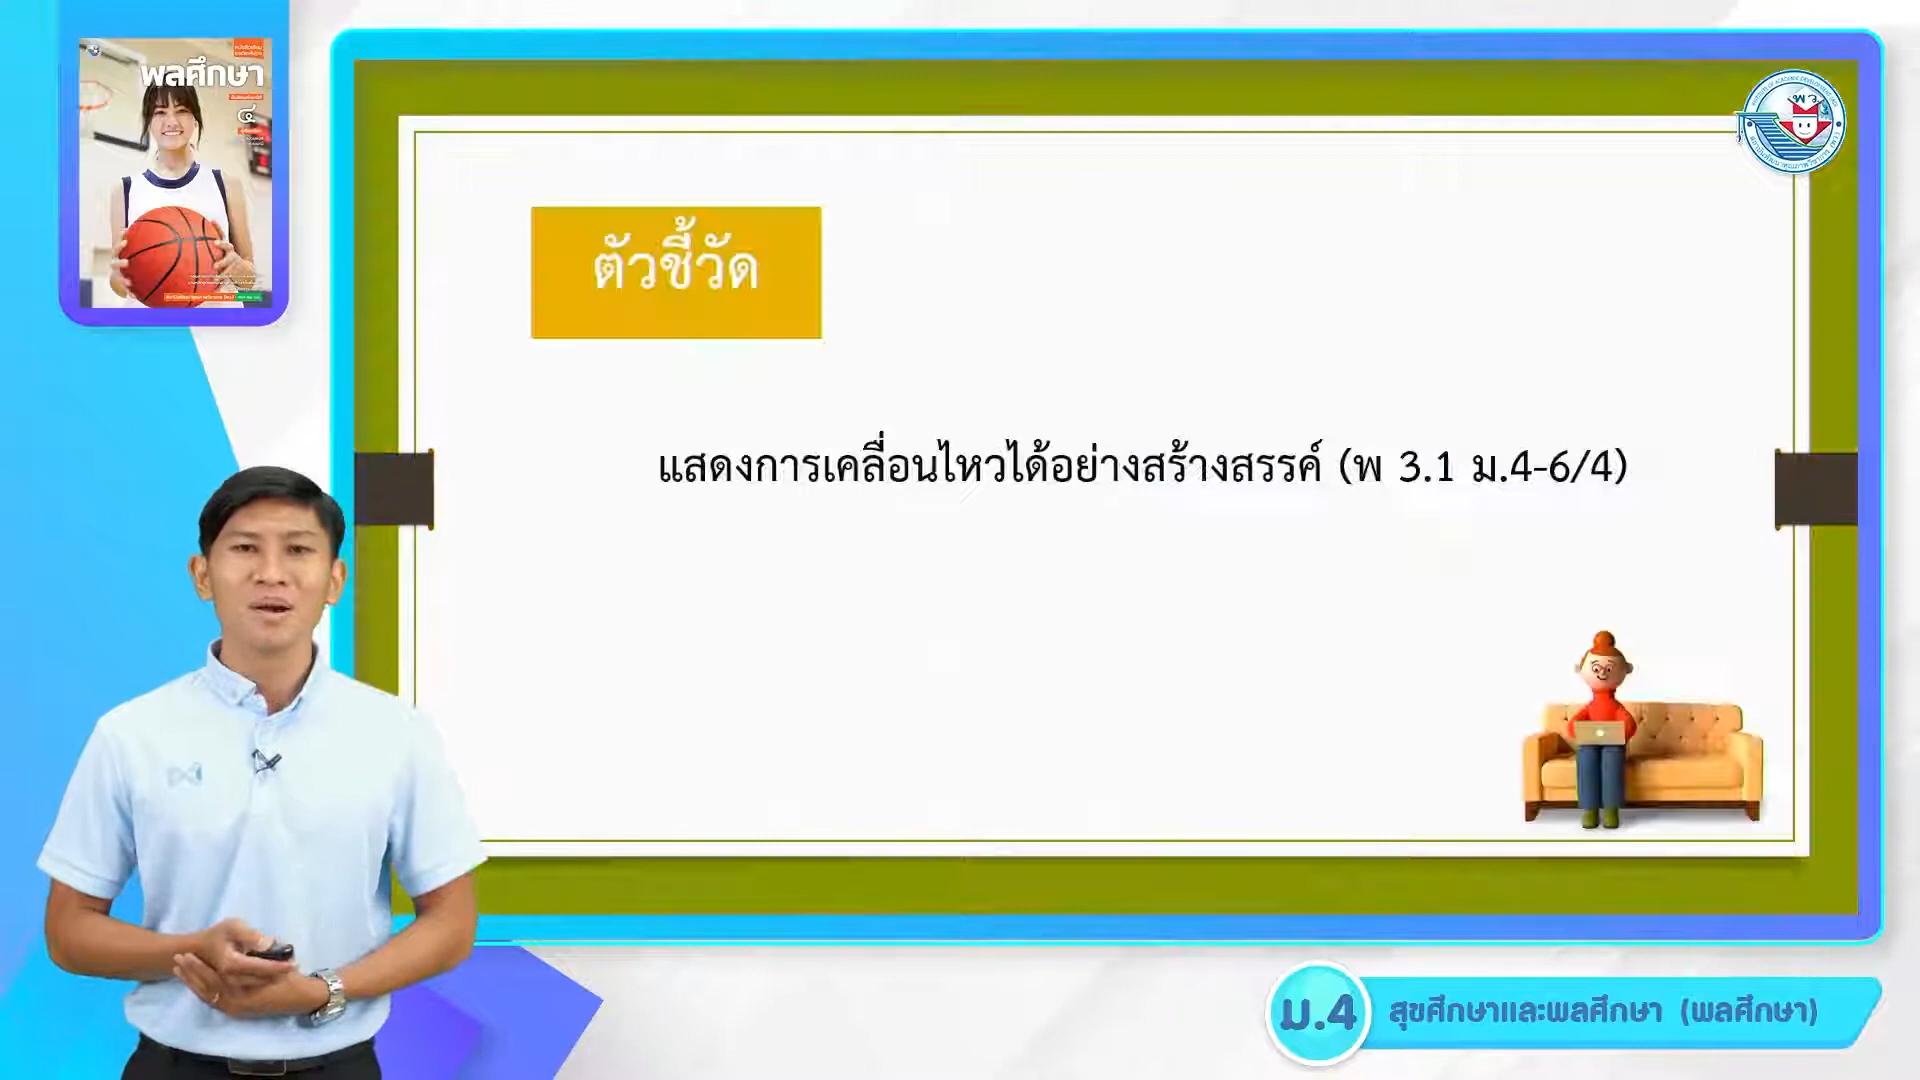 พลศึกษา
๔
พว
ตัวชี้วัด
แสดงการเคลื่อนไหวได้อย่างสร้างสรรค์ (พ 3.1 ม.4-6/4)
ม.4 สุขศึกษาและพลศึกษา (พลศึกษา)